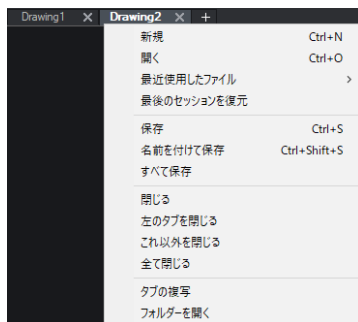 Drawing1 × Drawing2 × +
新規 Ctrl+N
開く Ctrl+O
最近使用したファイル >
最後のセッションを復元
保存 Ctrl+S
名前を付けて保存 Ctrl+Shift+S
すべて保存
閉じる
左のタブを閉じる
これ以外を閉じる
全て閉じる
タブの複写
フォルダーを開く